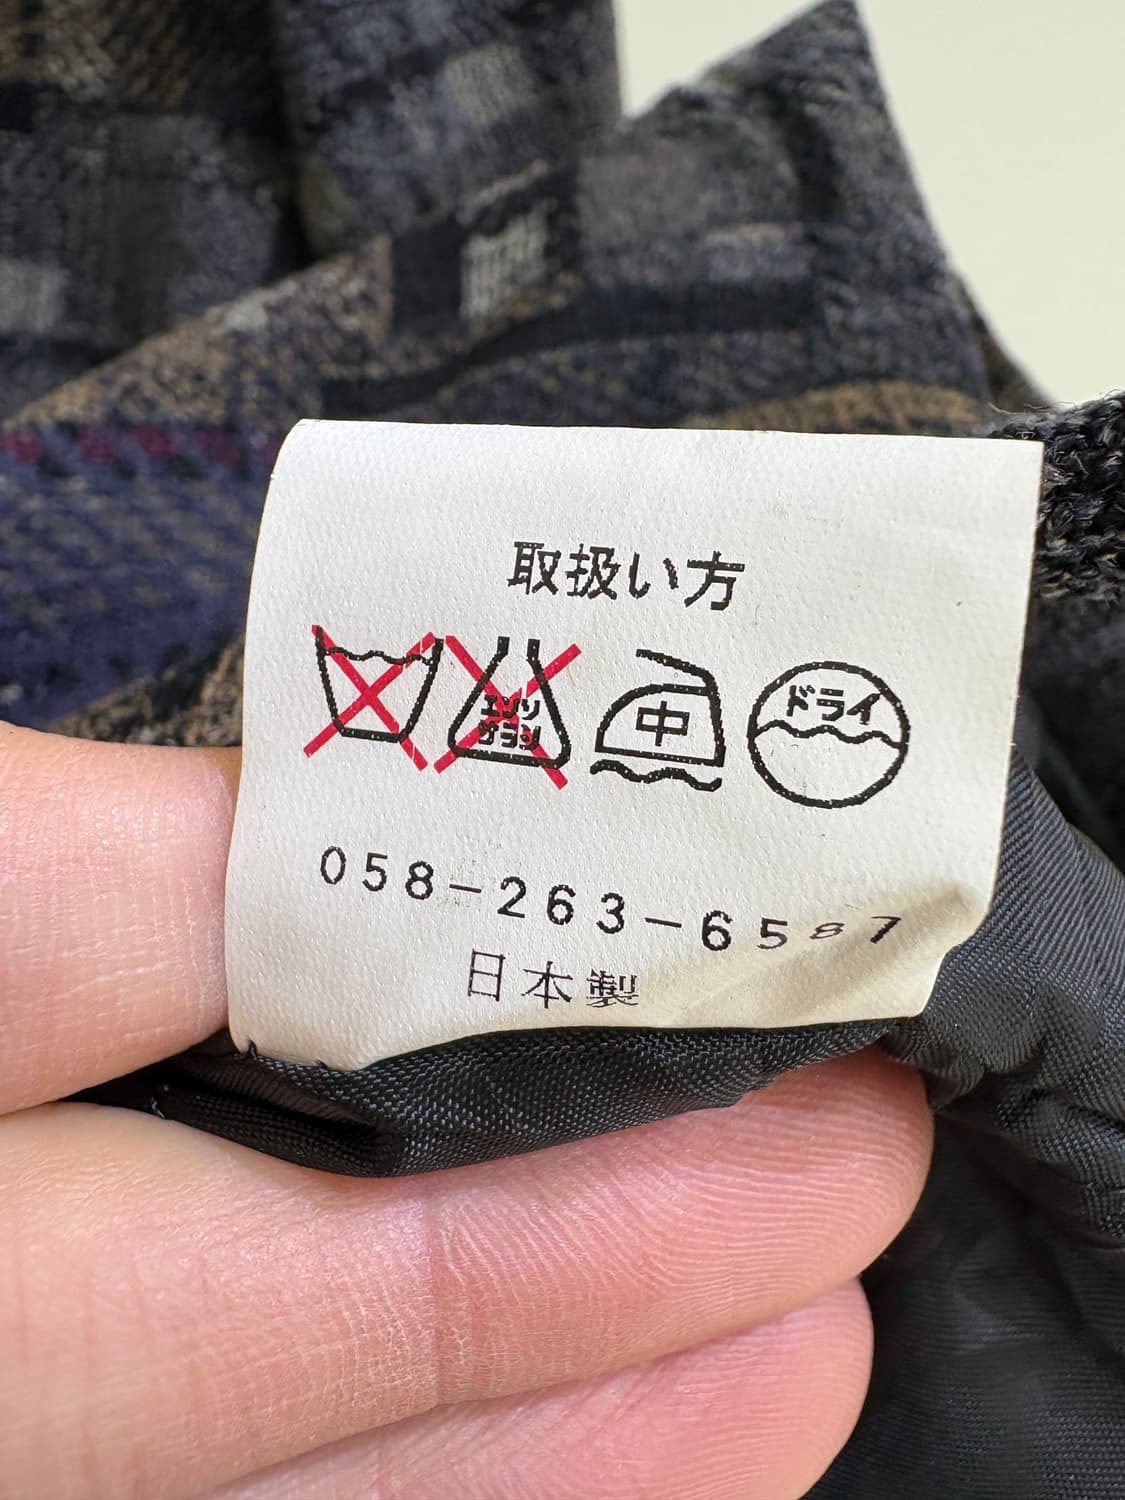 取扱い方
エンソ
サラシ
中
ドライ
058-263-6587
日本製